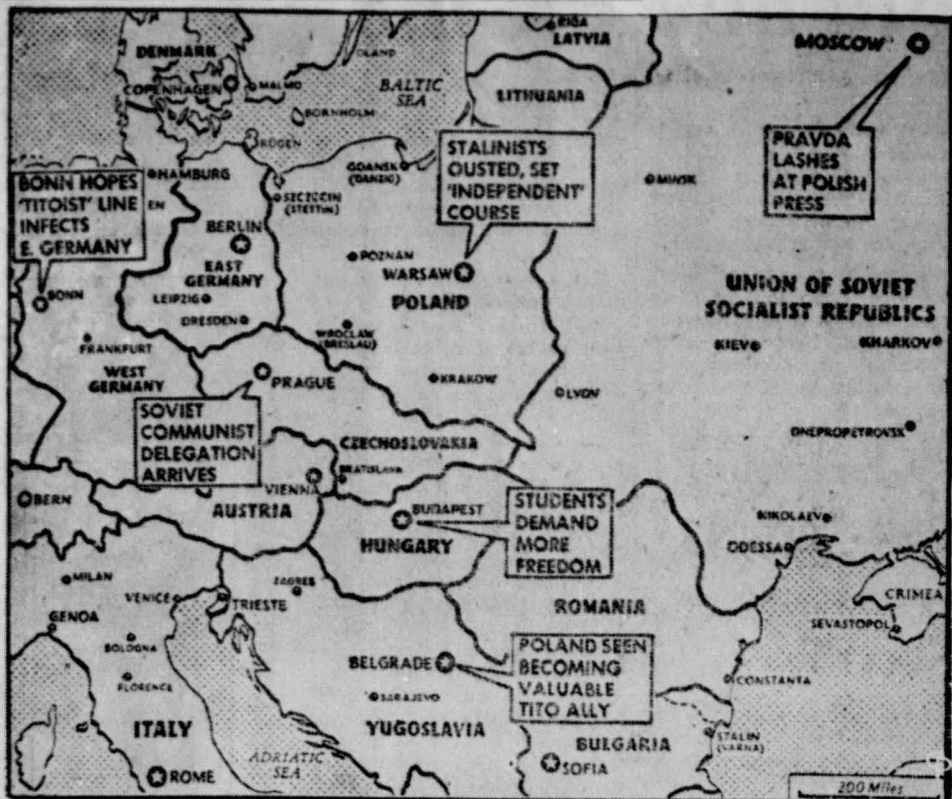 RIGA
LATVIA
MOSCOW
DENMARK
OLAND
COPENHAGEN
MALMO
BALTIC
SEA
LITHUANIA
BORNHOLM
RUGEN
STALINISTS
OUSTED, SET
'INDEPENDENT'
COURSE
PRAVDA
LASHES
AT POLISH
PRESS
GDANSK
(DANZIG)
BONN HOPES
'TITOIST' LINE
INFECTS
E. GERMANY
HAMBURG
EN
SZCZECIN
(STETTIN)
MINSK
BERLIN
EAST
GERMANY
POZNAN
WARSAW
POLAND
UNION OF SOVIET
SOCIALIST REPUBLICS
BONN
LEIPZIG
DRESDEN
WROCLAW
(BRESLAU)
FRANKFURT
WEST
GERMANY
KIEV
KHARKOV
PRAGUE
KRAKOW
LVOV
SOVIET
COMMUNIST
DELEGATION
ARRIVES
CZECHOSLOVAKIA
BRATISLAVA
DNEPROPETROVSK
VIENNA
BERN
AUSTRIA
BUDAPEST
HUNGARY
STUDENTS
DEMAND
MORE
FREEDOM
NIKOLAEV
ODESSA
MILAN
ZAGREB
VENICE
TRIESTE
ROMANIA
CRIMEA
GENOA
SEVASTOPOL
BOLOGNA
FLORENCE
BELGRADE
POLAND SEEN
BECOMING
VALUABLE
TITO ALLY
SARAJEVO
CONSTANTA
ITALY
YUGOSLAVIA
STALIN
(VARNA)
BULGARIA
ADRIATIC
SEA
ROME
SOFIA
200 Miles